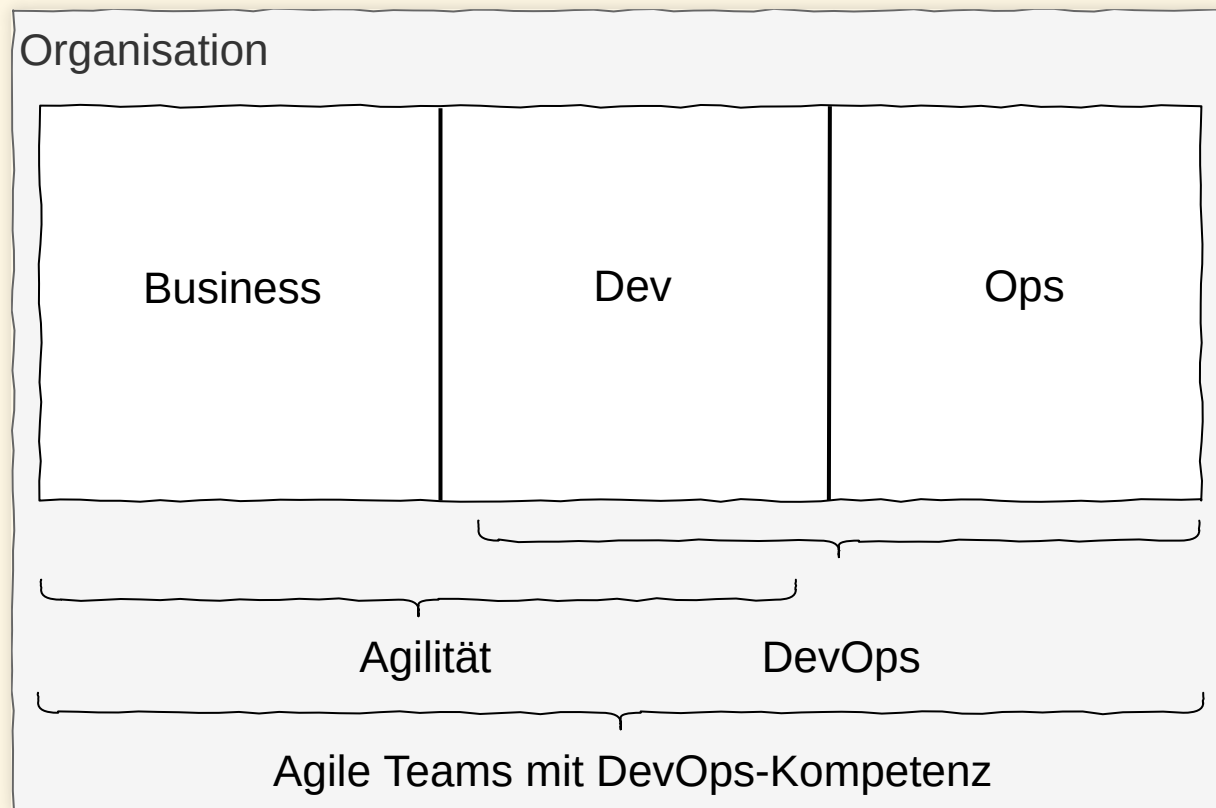 Organisation
Business
Dev
Ops
Agilität
DevOps
Agile Teams mit DevOps-Kompetenz